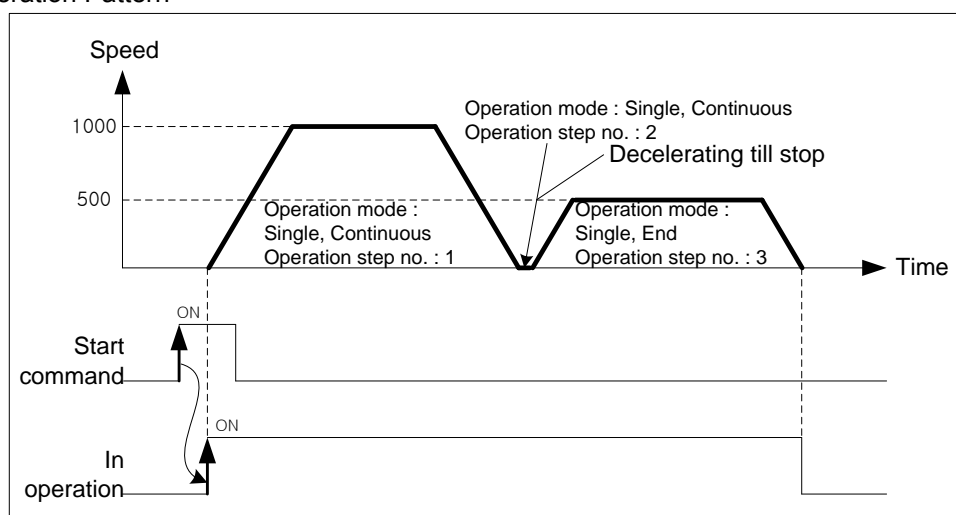 Speed
1000
500
Operation mode : Single, Continuous
Operation step no. : 2
Decelerating till stop
Operation mode :
Single, Continuous
Operation step no. : 1
Operation mode :
Single, End
Operation step no. : 3
Time
ON
Start
command
ON
In
operation